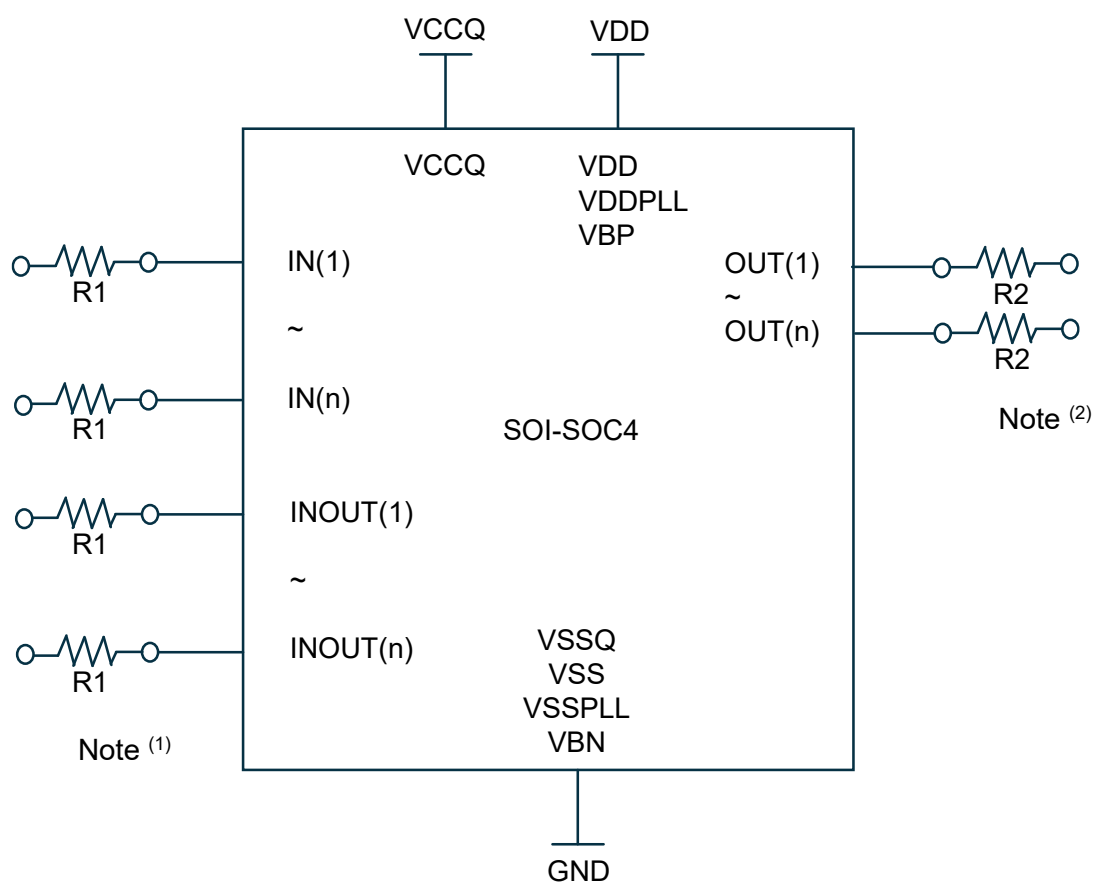 VCCQ
VDD
VCCQ
VDD
VDDPLL
VBP
IN(1)
R1
~
IN(n)
R1
INOUT(1)
R1
~
INOUT(n)
R1
Note (1)
OUT(1)
R2
~
OUT(n)
R2
Note (2)
SOI-SOC4
VSSQ
VSS
VSSPLL
VBN
GND